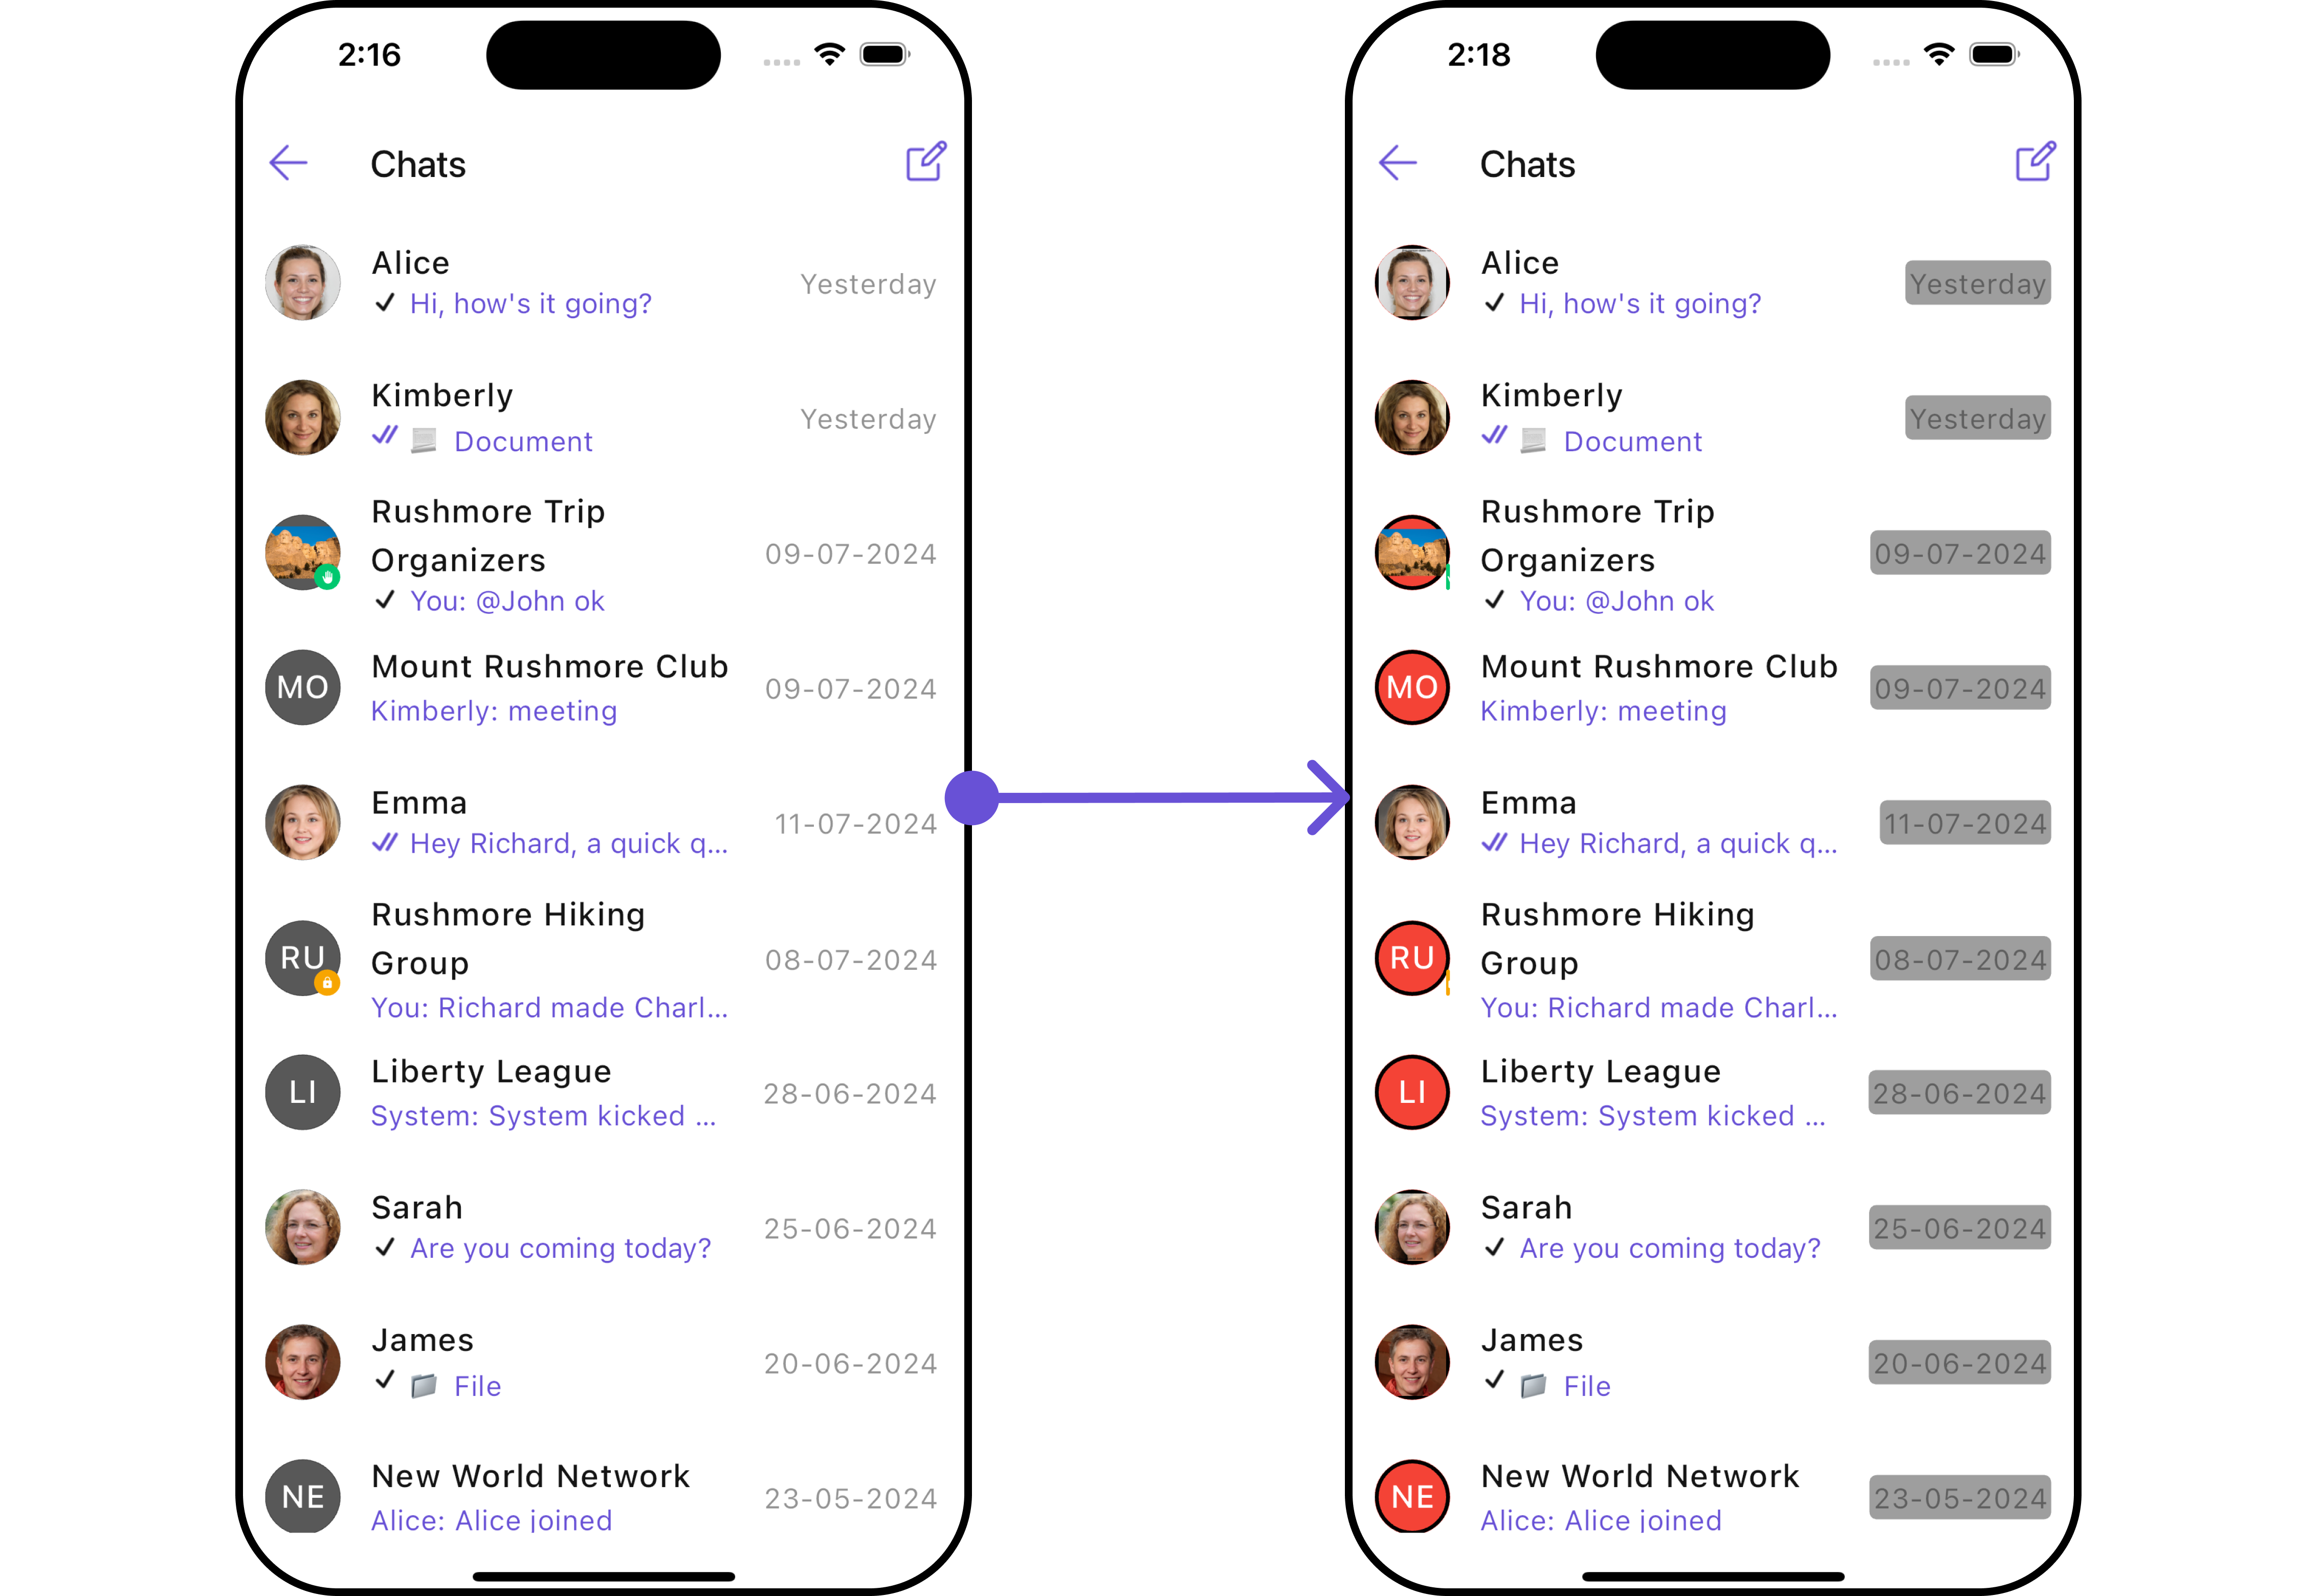 2:16
Chats
Alice
Hi, how's it going?
Yesterday
Kimberly
Document
Yesterday
Rushmore Trip
Organizers
You: @John ok
09-07-2024
MO
Mount Rushmore Club
Kimberly: meeting
09-07-2024
Emma
Hey Richard, a quick q...
11-07-2024
RU
Rushmore Hiking
Group
You: Richard made Charl...
08-07-2024
LI
Liberty League
System: System kicked ...
28-06-2024
Sarah
Are you coming today?
25-06-2024
James
File
20-06-2024
NE
New World Network
Alice: Alice joined
23-05-2024
2:18
Chats
Alice
Hi, how's it going?
Yesterday
Kimberly
Document
Yesterday
Rushmore Trip
Organizers
You: @John ok
09-07-2024
MO
Mount Rushmore Club
Kimberly: meeting
09-07-2024
Emma
Hey Richard, a quick q...
11-07-2024
RU
Rushmore Hiking
Group
You: Richard made Charl...
08-07-2024
LI
Liberty League
System: System kicked ...
28-06-2024
Sarah
Are you coming today?
25-06-2024
James
File
20-06-2024
NE
New World Network
Alice: Alice joined
23-05-2024